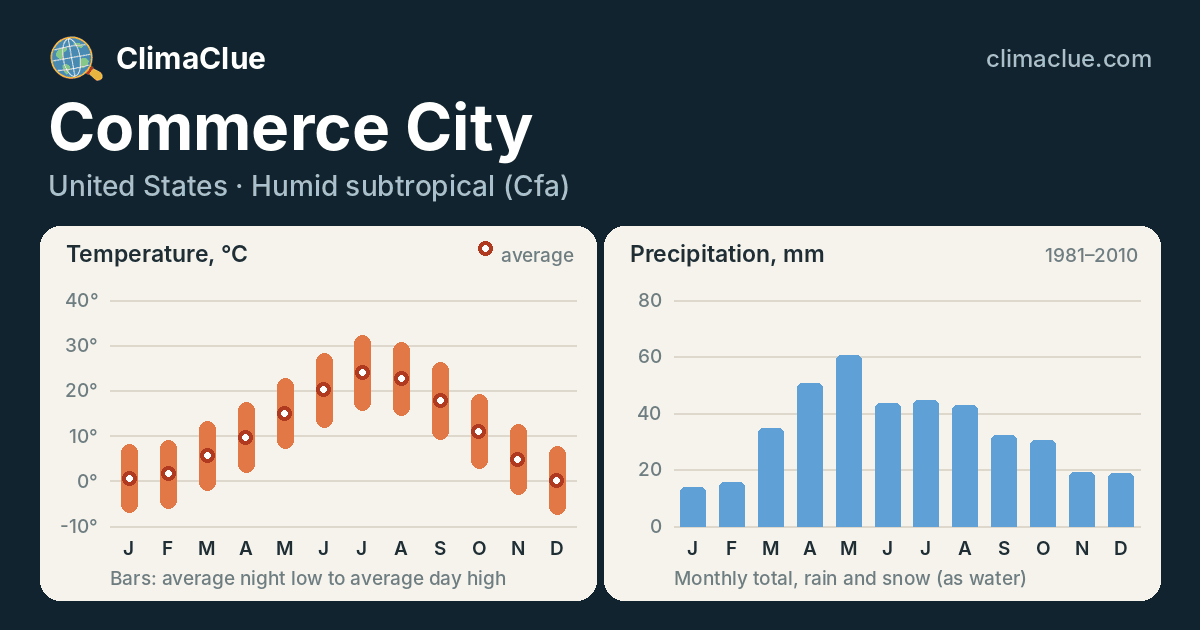 ClimaClue
climaclue.com
Commerce City
United States · Humid subtropical (Cfa)
Temperature, °C
average
40°
30°
20°
10°
0°
-10°
J F M A M J J A S O N D
Bars: average night low to average day high
Precipitation, mm
1981–2010
80
60
40
20
0
J F M A M J J A S O N D
Monthly total, rain and snow (as water)